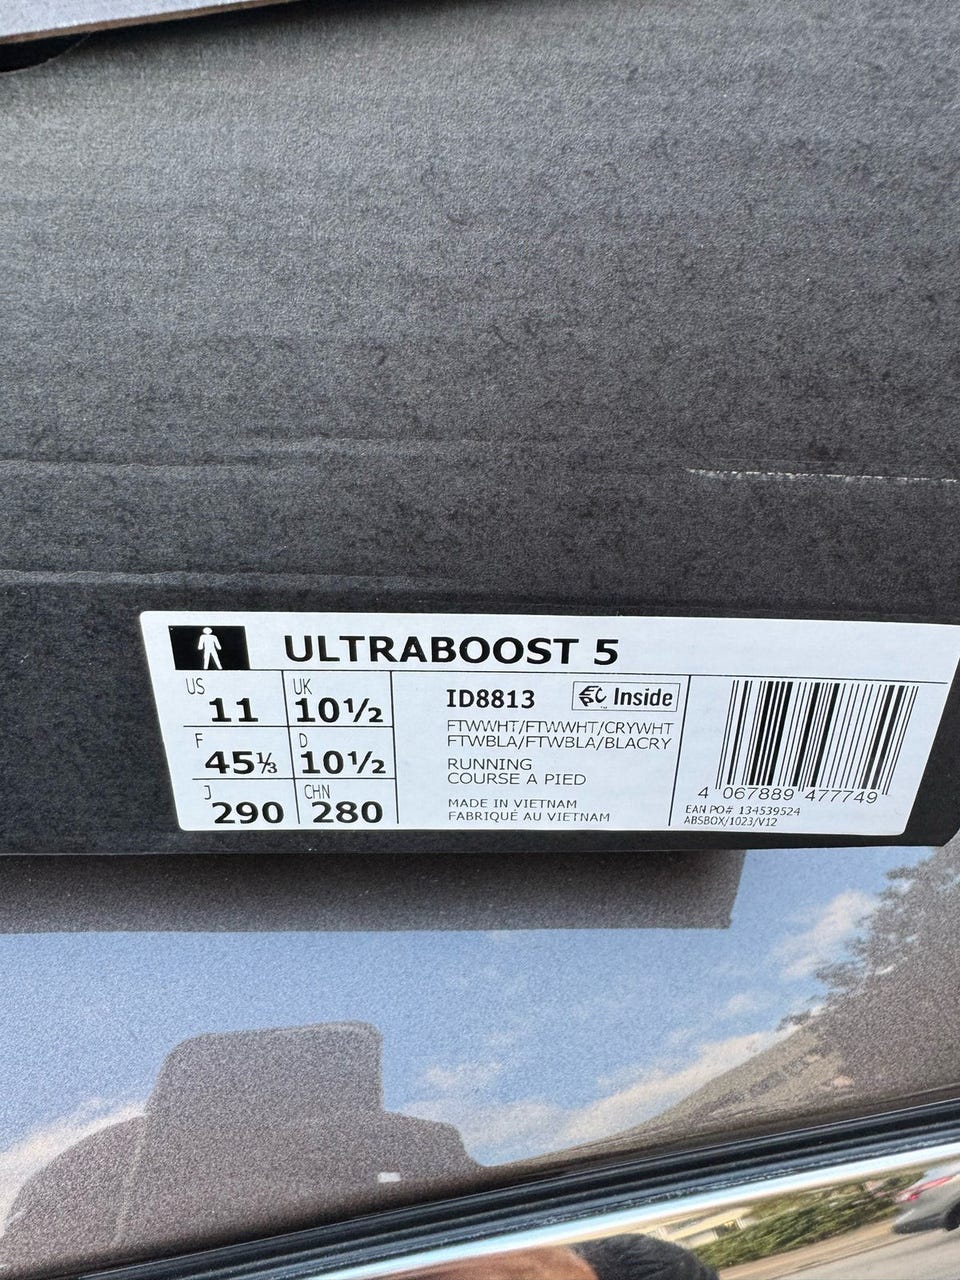 ULTRABOOST 5
US 11 UK 10½
F 45⅓ D 10½
J 290 CHN 280
ID8813 Inside
FTWWHT/FTWWHT/CRYWHT
FTWBLA/FTWBLA/BLACRY
RUNNING
COURSE A PIED
MADE IN VIETNAM
FABRIQUÉ AU VIETNAM
4 067889 477749
EAN PO# 134539524
ABSBOX/1023/V12